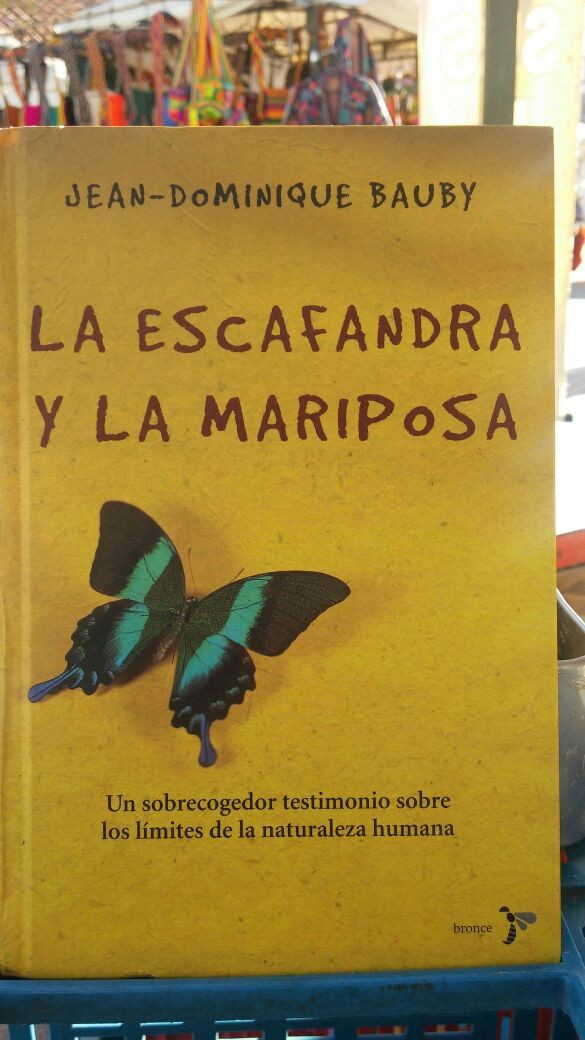 JEAN-DOMINIQUE BAUBY
LA ESCAFANDRA
Y LA MARIPOSA
Un sobrecogedor testimonio sobre
los límites de la naturaleza humana
bronce